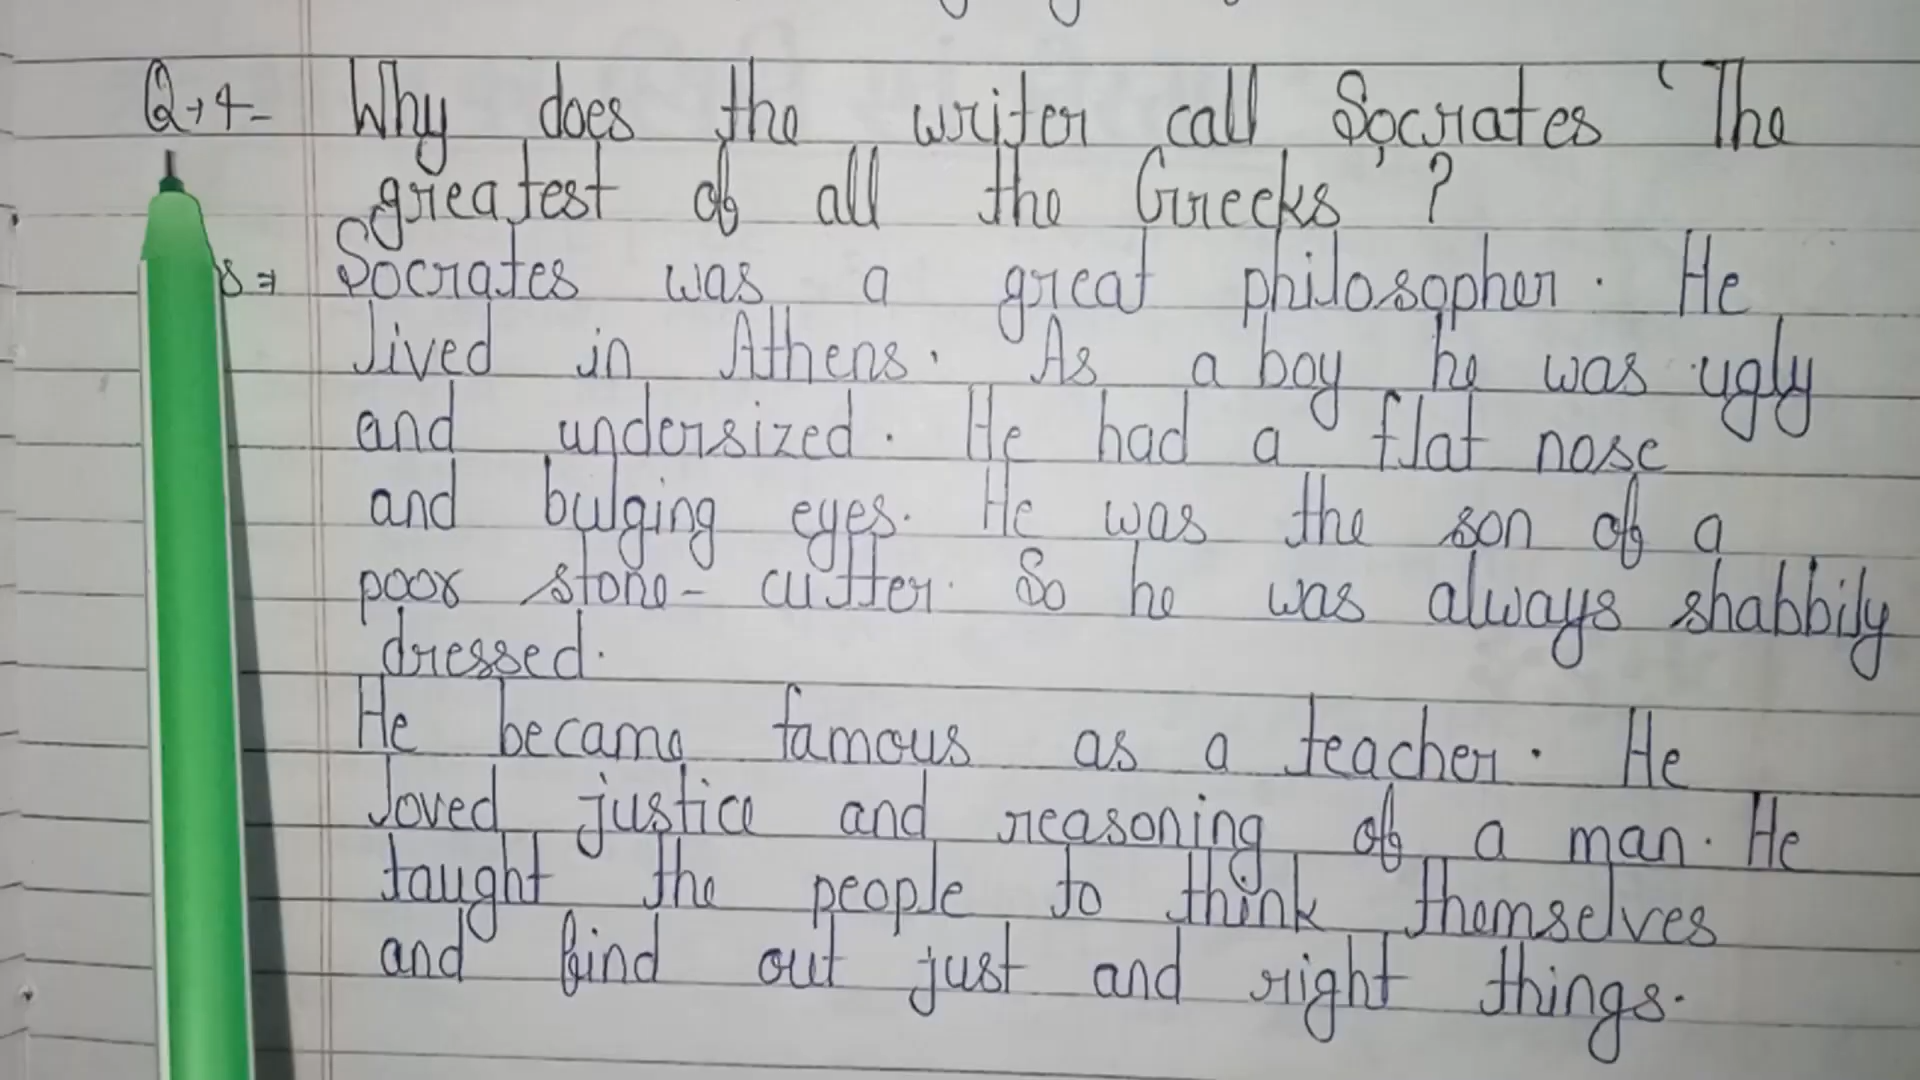 Q.4- Why does the writer call Socrates 'The
greatest of all the Greeks'?
s⇒ Socrates was a great philosopher. He
lived in Athens. As a boy he was ugly
and undersized. He had a flat nose
and bulging eyes. He was the son of a
poor stone-cutter. So he was always shabbily
dressed.
He became famous as a teacher. He
loved justice and reasoning of a man. He
taught the people to think themselves
and find out just and right things.